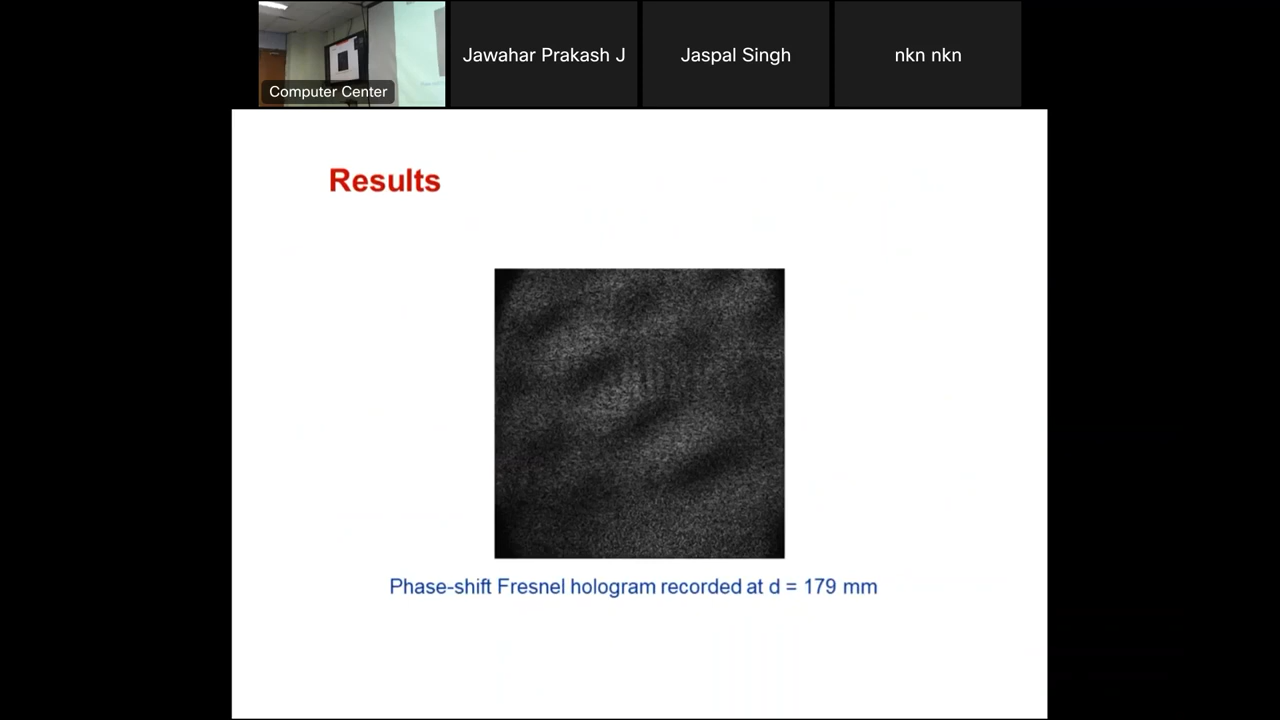 Jawahar Prakash J
Jaspal Singh
nkn nkn
Computer Center
Results
Phase-shift Fresnel hologram recorded at d = 179 mm